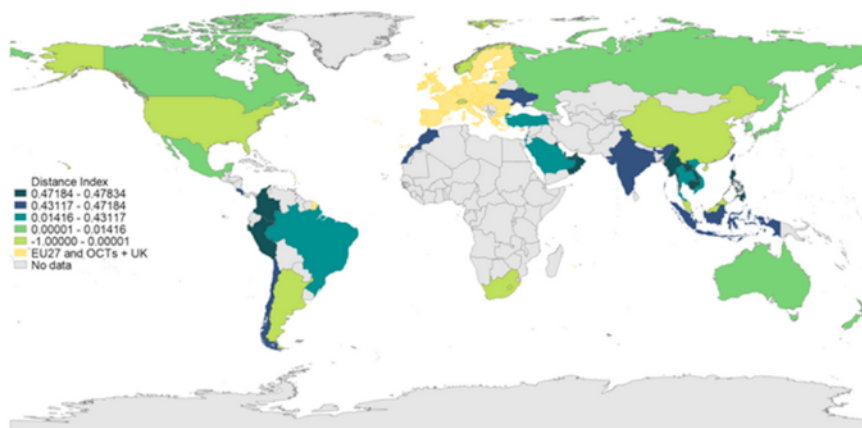 Distance Index
0.47184 - 0.47834
0.43117 - 0.47184
0.01416 - 0.43117
0.00001 - 0.01416
-1.00000 - 0.00001
EU27 and OCTs + UK
No data